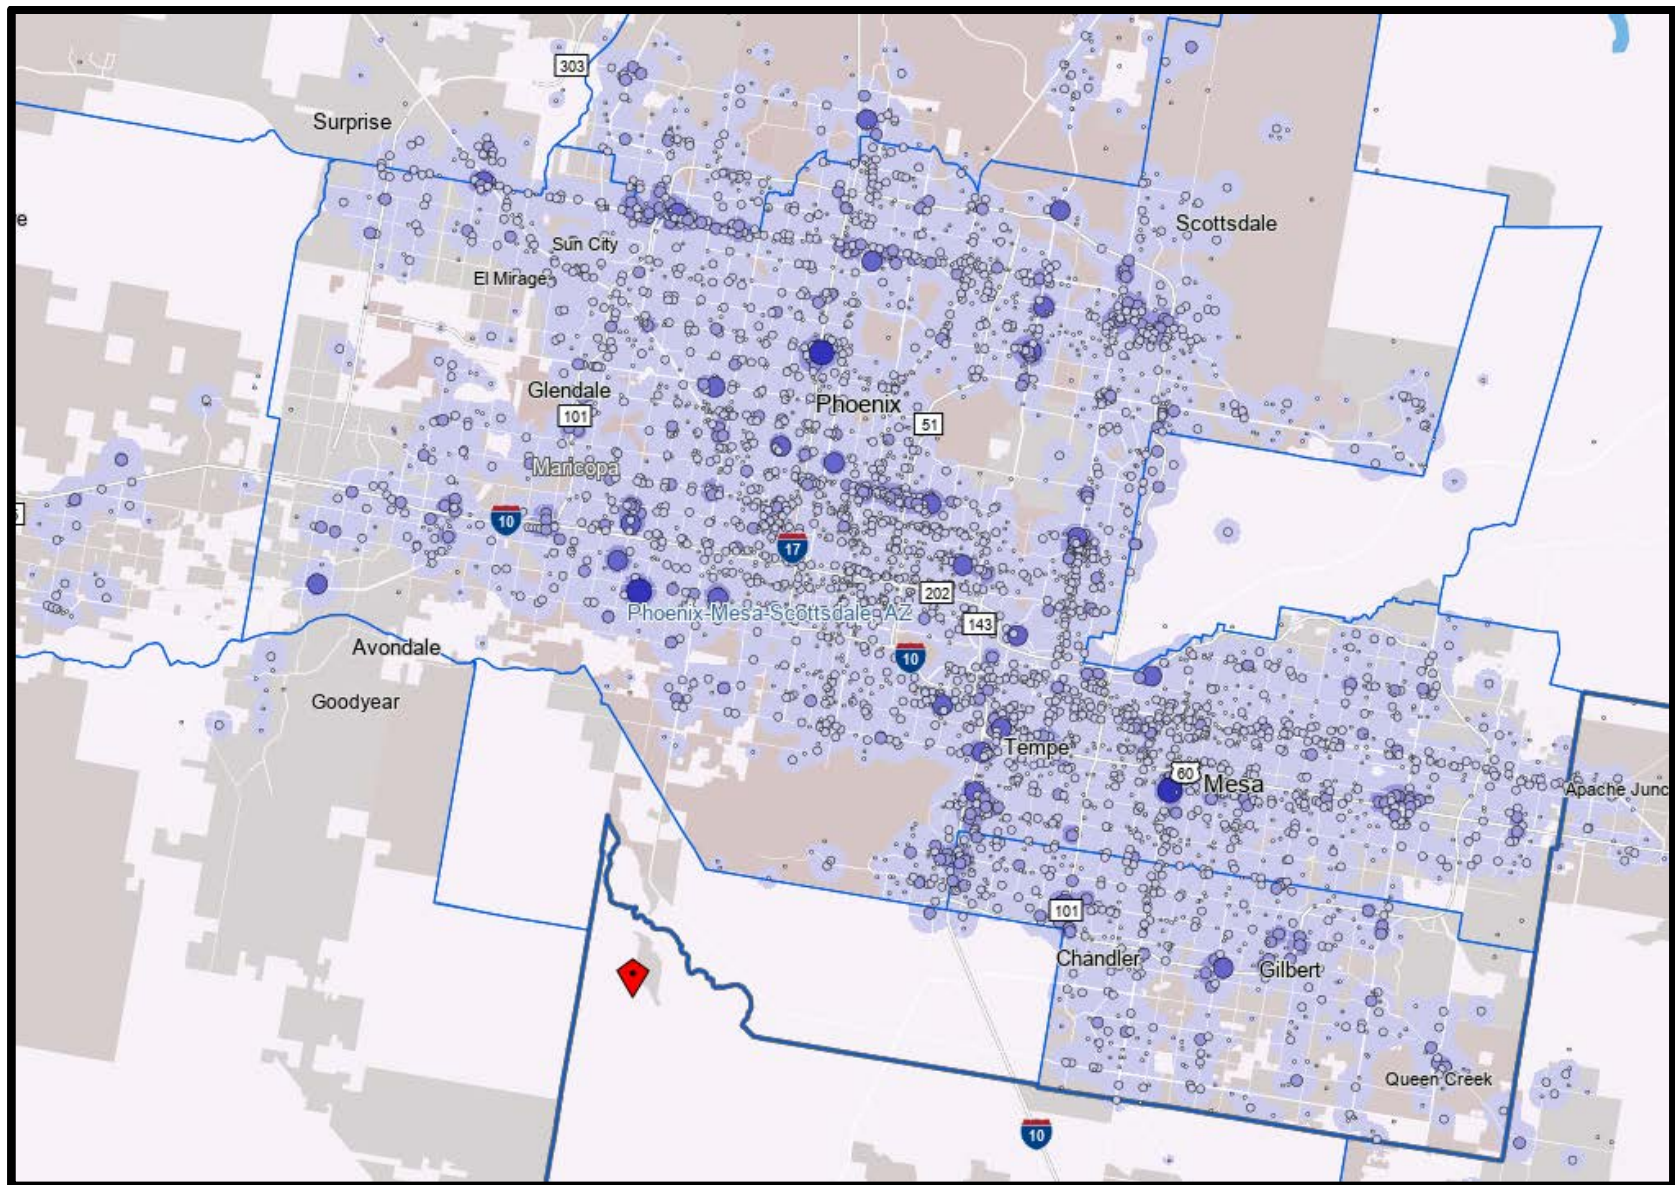 303
Surprise
Scottsdale
e
Sun City
El Mirage
Glendale
101
Phoenix
51
Maricopa
10
17
202
Phoenix-Mesa-Scottsdale, AZ
143
Avondale
10
Goodyear
Tempe
60
Mesa
Apache Junc
101
Chandler
Gilbert
Queen Creek
10